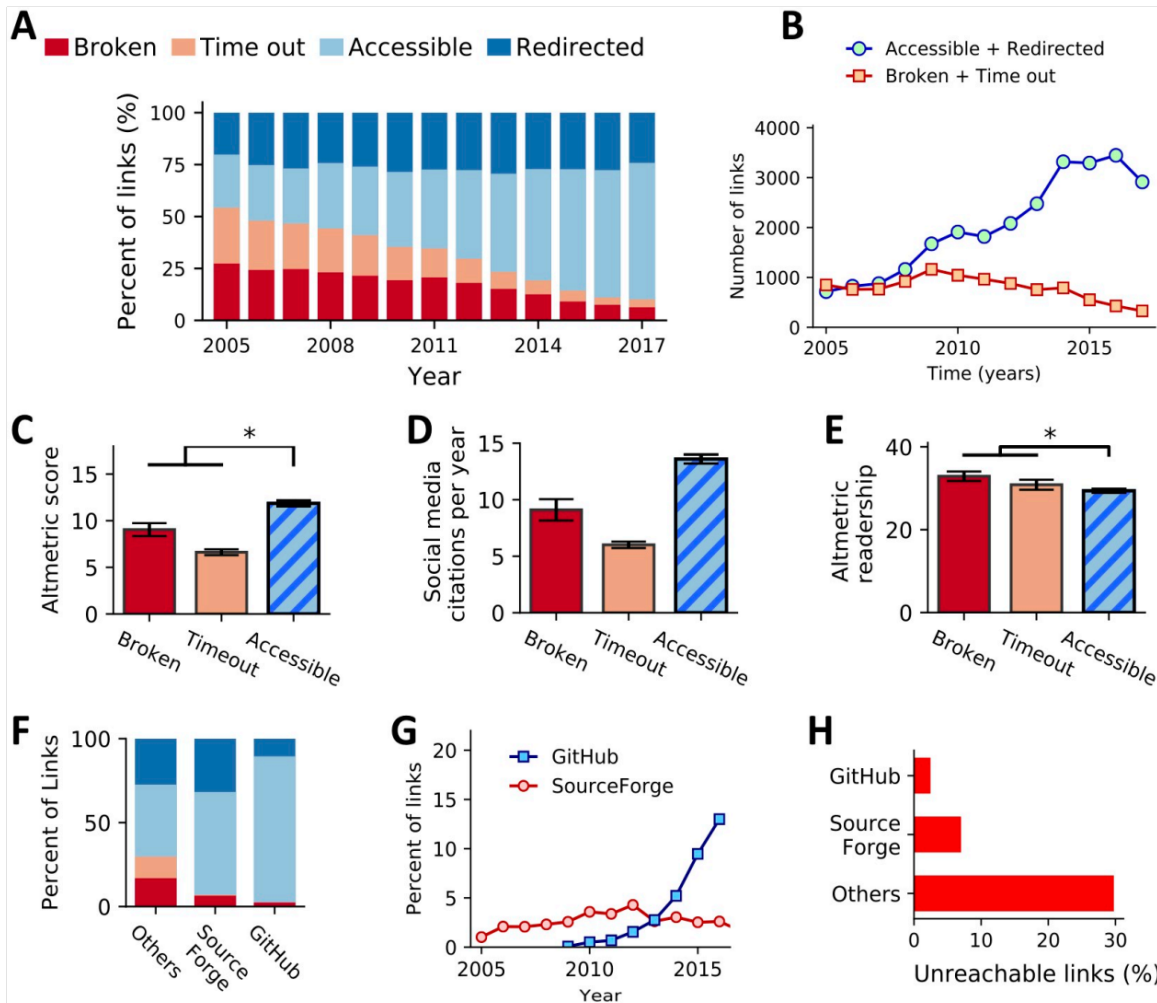 A
Broken Time out Accessible Redirected
Percent of links (%)
100
75
50
25
0
2005 2008 2011 2014 2017
Year
B
Accessible + Redirected
Broken + Time out
Number of links
4000
3000
2000
1000
0
2005 2010 2015
Time (years)
C
*
Altmetric score
15
10
5
0
Broken Timeout Accessible
D
Social media
citations per year
15
10
5
0
Broken Timeout Accessible
E
*
Altmetric
readership
40
20
0
Broken Timeout Accessible
F
Percent of Links
100
50
0
Others Source Forge GitHub
G
GitHub
SourceForge
Percent of links
20
15
10
5
0
2005 2010 2015
Year
H
GitHub
Source
Forge
Others
0 10 20 30
Unreachable links (%)